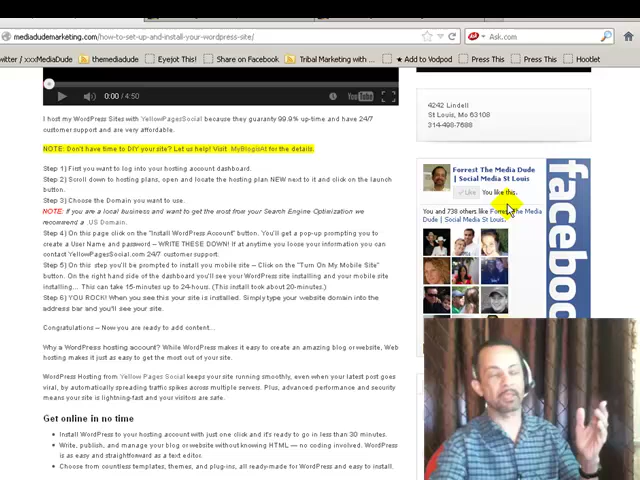 mediadudemarketing.com/how-to-set-up-and-install-your-wordpress-site/
Ask.com
witter / xxxMediaDude
themediadude
Eyejot This!
Share on Facebook
Tribal Marketing with ...
Add to Posterous
Press This
Press This
Hootlet
0:00 / 4:50
YouTube
I host my WordPress Sites with YellowPagesSocial because they guaranty 99.9% up-time and have 24/7
customer support and are very affordable.
NOTE: Don't have time to DIY your site? Let us help! Visit MyBlogisAt for the details.
Step 1) First you want to log into your hosting account dashboard.
Step 2) Scroll down to hosting plans, open and locate the hosting plan NEW next to it and click on the launch
button.
Step 3) Choose the Domain you want to use.
NOTE: If you are a local business and want to get the most from your Search Engine Optimization we
recommend a .US Domain.
Step 4) On this page click on the "Install WordPress Account" button. You'll get a pop-up prompting you to
create a User Name and password – WRITE THESE DOWN! If at anytime you loose your information you can
contact YellowPagesSocial.com 24/7 customer support.
Step 5) On this step you'll be prompted to install you mobile site – Click on the "Turn On My Mobile Site"
button. On the right hand side of the dashboard you'll see your WordPress site installing and your mobile site
installing... This can take 15-minutes up to 24-hours. (This install took about 20-minutes.)
Step 6) YOU ROCK! When you see this your site is installed. Simply type your website domain into the
address bar and you'll see your site.
Congratulations – Now you are ready to add content...
Why a WordPress hosting account? While WordPress makes it easy to create an amazing blog or website, Web
hosting makes it just as easy to get the most out of your site.
WordPress Hosting from Yellow Pages Social keeps your site running smoothly, even when your latest post goes
viral, by automatically spreading traffic spikes across multiple servers. Plus, advanced performance and security
means your site is lightning-fast and your visitors are safe.
Get online in no time
Install WordPress to your hosting account with just one click and it's ready to go in less than 30 minutes.
Write, publish, and manage your blog or website without knowing HTML — no coding involved. WordPress
is as easy and straightforward as a text editor.
Choose from countless templates, themes, and plug-ins, all ready-made for WordPress and easy to install.
4242 Lindell
St Louis, Mo 63108
314-498-7688
Forrest The Media Dude
| Social Media St Louis
Like
You like this.
You and 738 others like Forrest The Media
Dude | Social Media St Louis.
faceboo